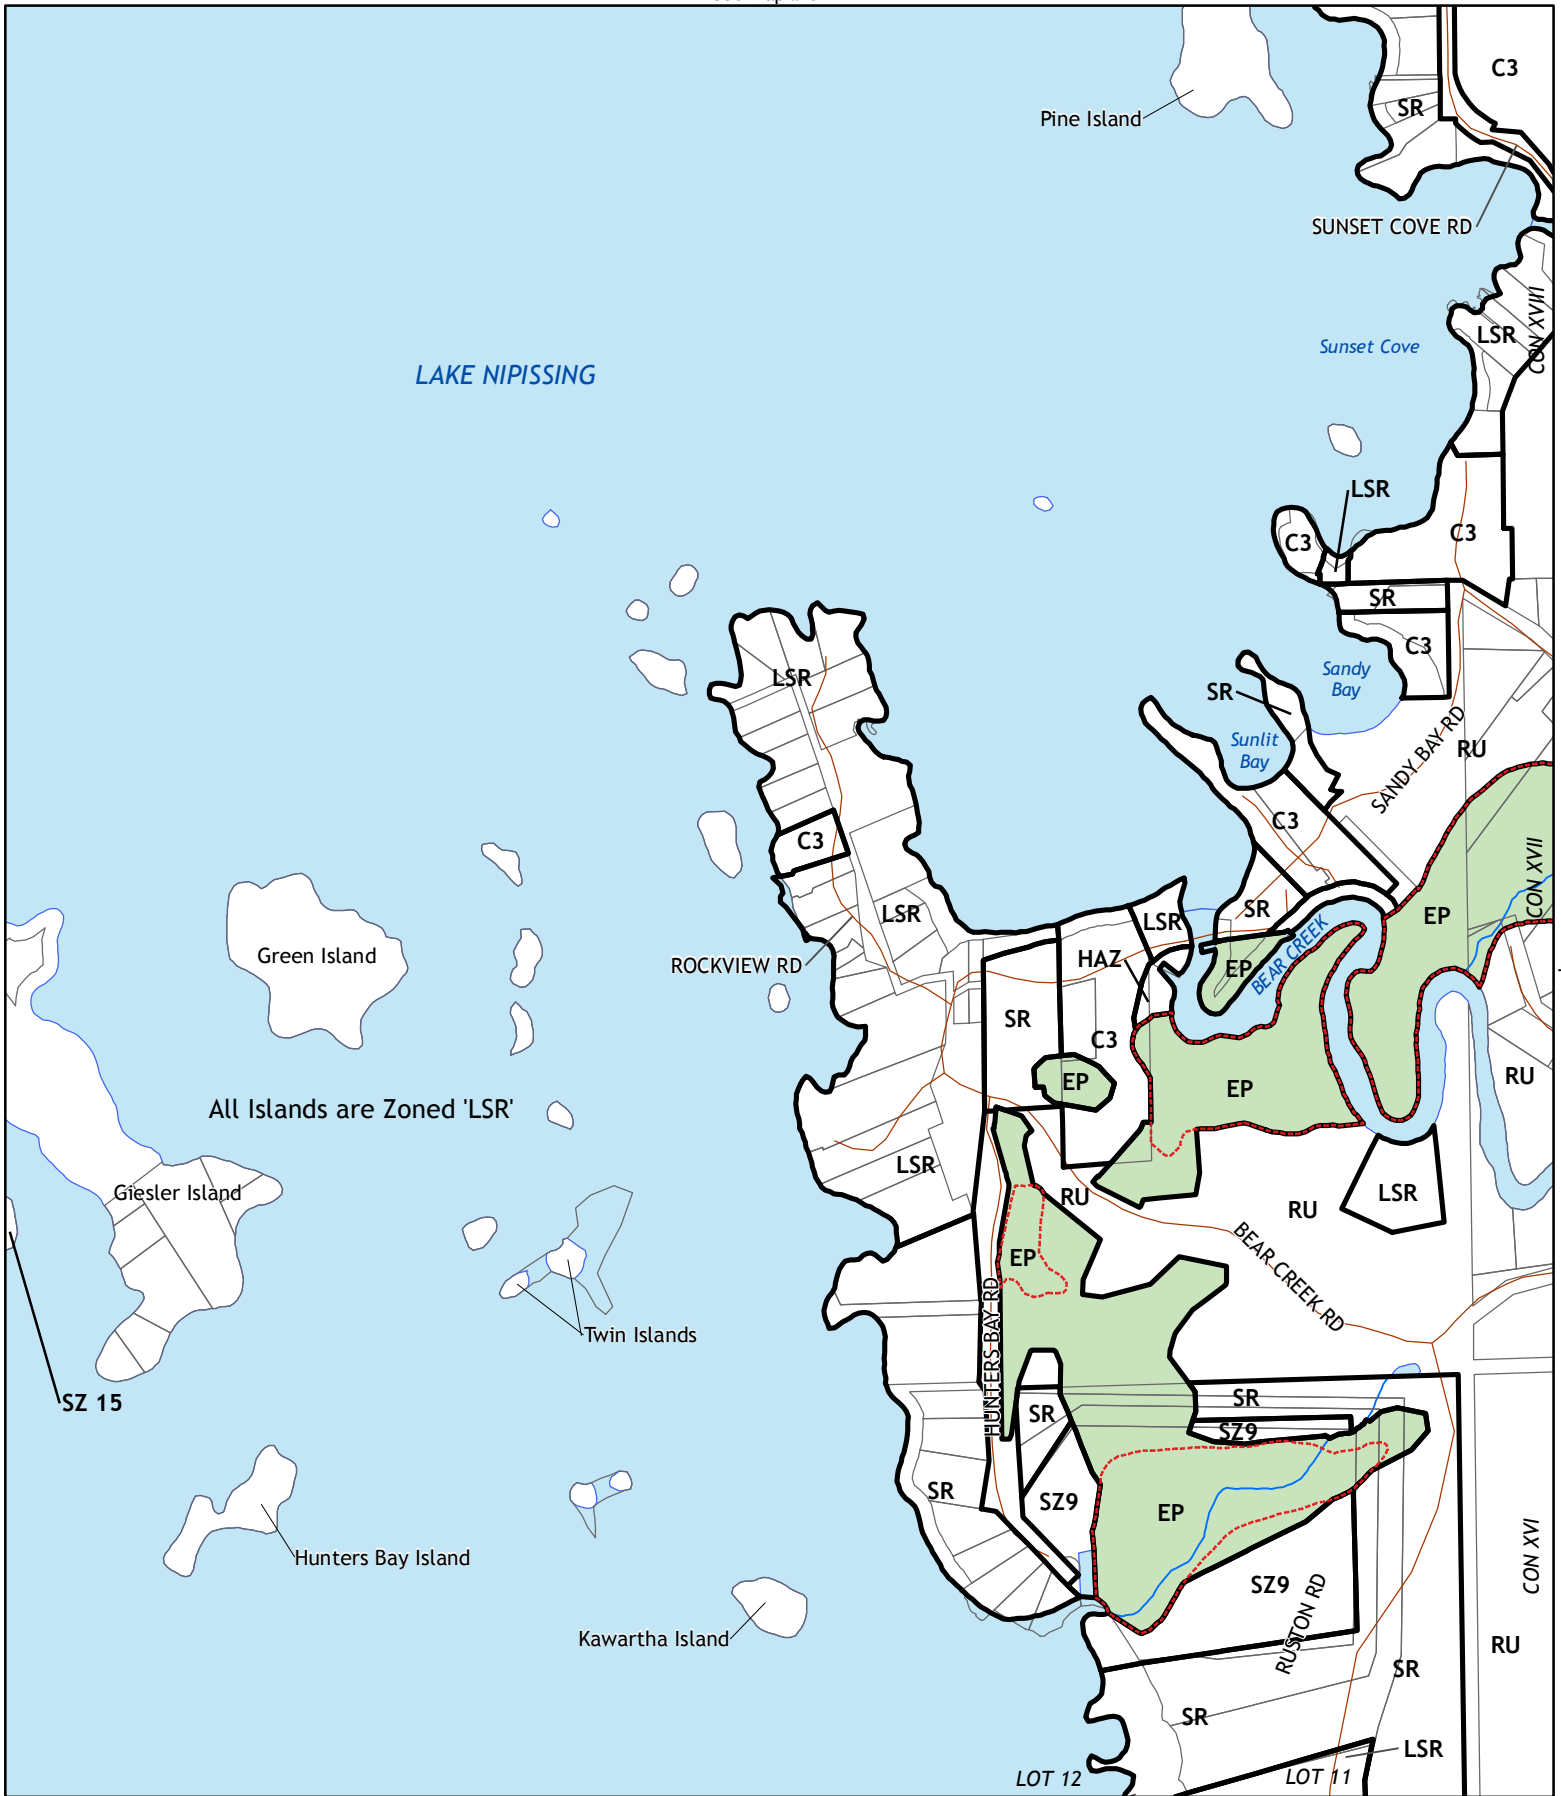 C3
SR
Pine Island
SUNSET COVE RD
CON XVIII
LSR
Sunset Cove
LAKE NIPISSING
LSR
C3
C3
SR
C3
Sandy
Bay
LSR
SR
SANDY BAY RD
RU
Sunlit
Bay
C3
C3
CON XVII
LSR
SR
EP
LSR
BEAR CREEK
Green Island
ROCKVIEW RD
HAZ
EP
SR
C3
EP
EP
RU
All Islands are Zoned 'LSR'
LSR
Giesler Island
RU
LSR
RU
EP
BEAR CREEK RD
HUNTERS BAY RD
Twin Islands
SZ 15
SR
SR
SZ9
SR
SZ9
EP
Hunters Bay Island
CON XVI
SZ9
RUSTON RD
Kawartha Island
RU
SR
SR
LSR
LOT 12
LOT 11